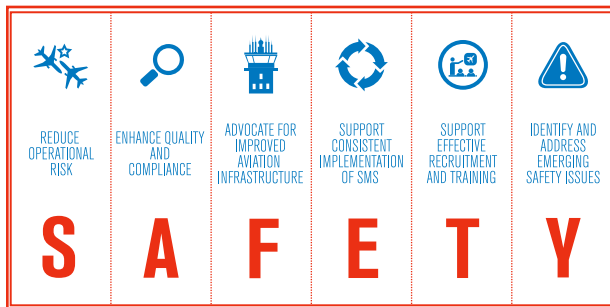 REDUCE
OPERATIONAL
RISK
ENHANCE QUALITY
AND
COMPLIANCE
ADVOCATE FOR
IMPROVED
AVIATION
INFRASTRUCTURE
SUPPORT
CONSISTENT
IMPLEMENTATION
OF SMS
SUPPORT
EFFECTIVE
RECRUITMENT
AND TRAINING
IDENTIFY AND
ADDRESS
EMERGING
SAFETY ISSUES
S A F E T Y